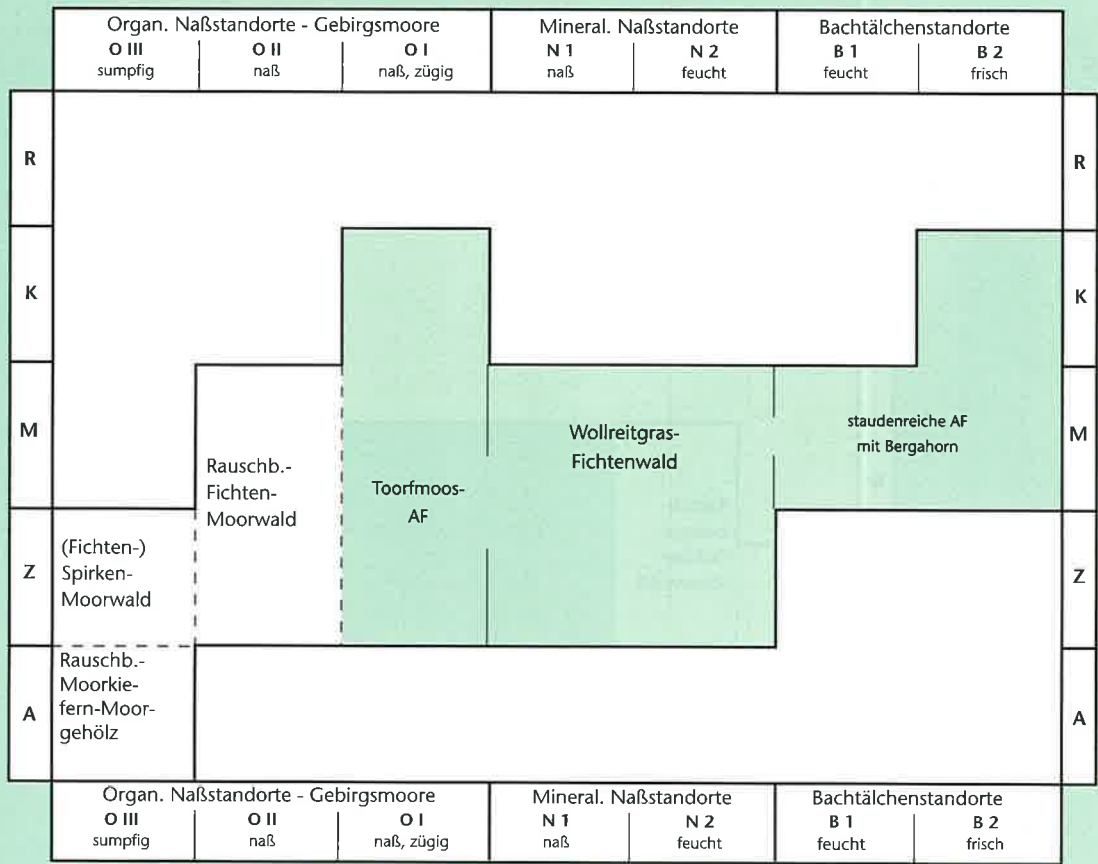 Organ. Naßstandorte - Gebirgsmoore Mineral. Naßstandorte Bachtälchenstandorte
O III O II O I N 1 N 2 B 1 B 2
sumpfig naß naß, zügig naß feucht feucht frisch
R R
K K
M M
Z Z
A A
Rauschb.-
Fichten-
Moorwald
Toorfmoos-
AF
Wollreitgras-
Fichtenwald
staudenreiche AF
mit Bergahorn
(Fichten-)
Spirken-
Moorwald
Rauschb.-
Moorkie-
fern-Moor-
gehölz
Organ. Naßstandorte - Gebirgsmoore Mineral. Naßstandorte Bachtälchenstandorte
O III O II O I N 1 N 2 B 1 B 2
sumpfig naß naß, zügig naß feucht feucht frisch